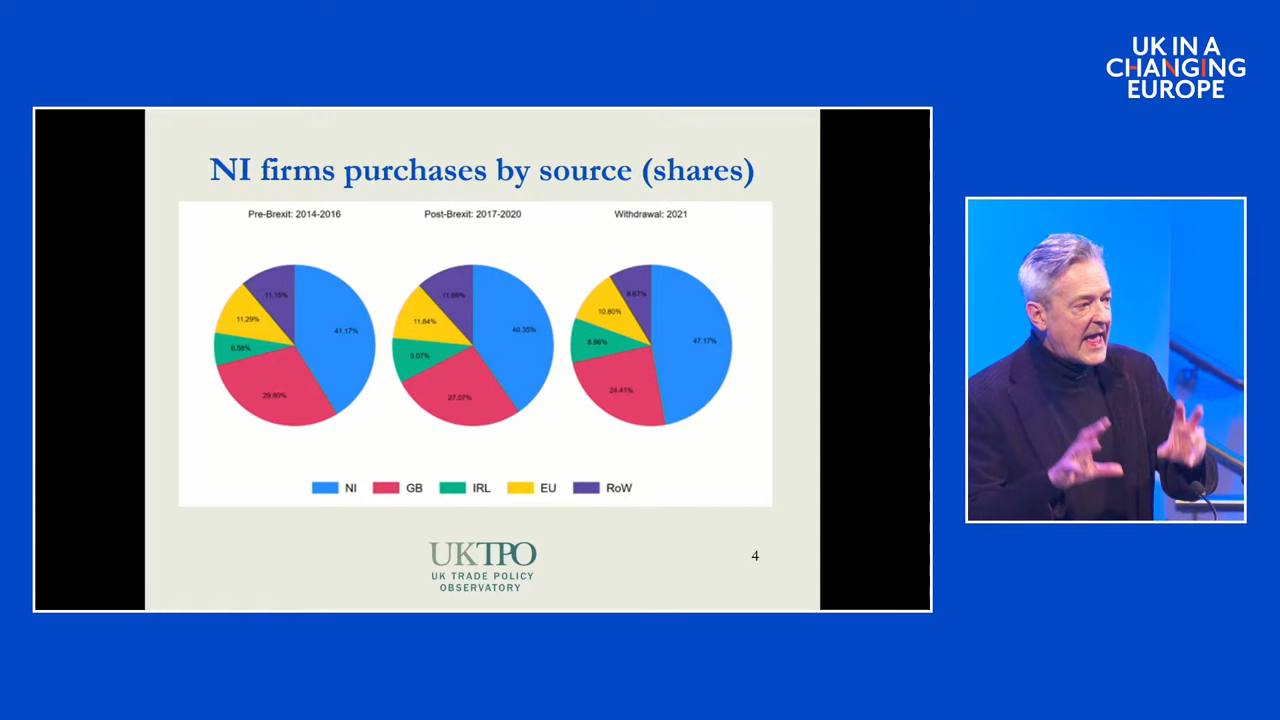 UK IN A
CHANGING
EUROPE
NI firms purchases by source (shares)
Pre-Brexit: 2014-2016
Post-Brexit: 2017-2020
Withdrawal: 2021
11.15%
11.29%
6.58%
41.17%
29.80%
11.66%
11.84%
9.07%
40.35%
27.07%
8.67%
10.80%
8.96%
47.17%
24.41%
NI GB IRL EU RoW
UKTPO
UK TRADE POLICY
OBSERVATORY
4